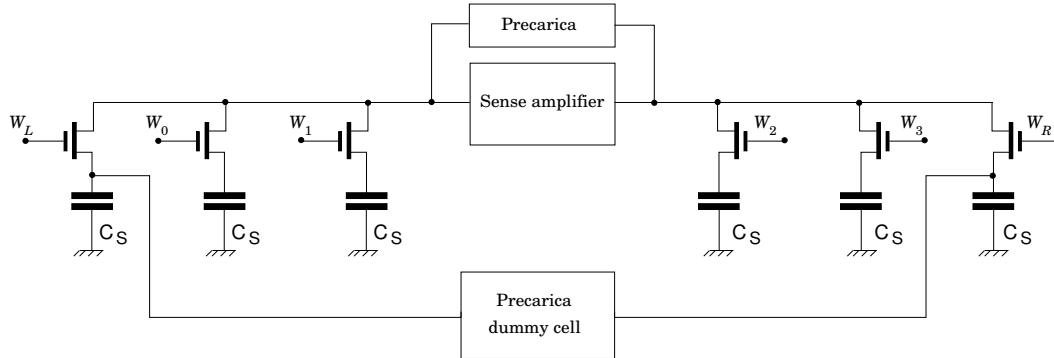 Precarica
Sense amplifier
W_L
W_0
W_1
W_2
W_3
W_R
C_S
C_S
C_S
C_S
C_S
C_S
Precarica
dummy cell